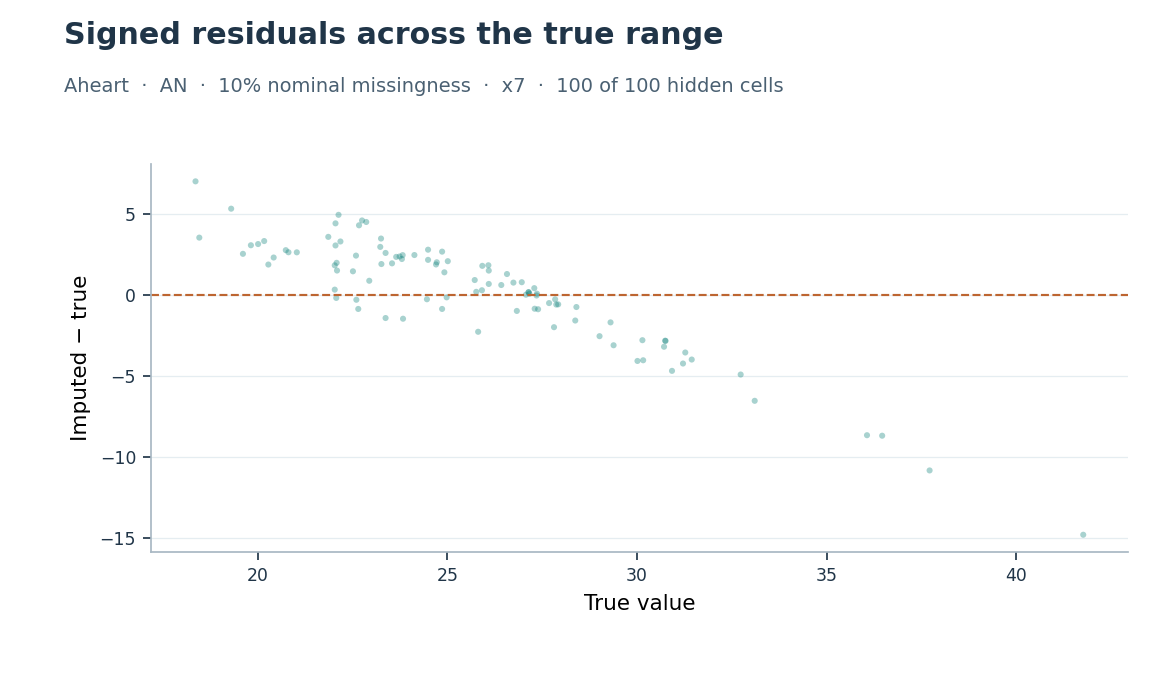 Signed residuals across the true range
Aheart · AN · 10% nominal missingness · x7 · 100 of 100 hidden cells
Imputed − true
5
0
−5
−10
−15
20 25 30 35 40
True value